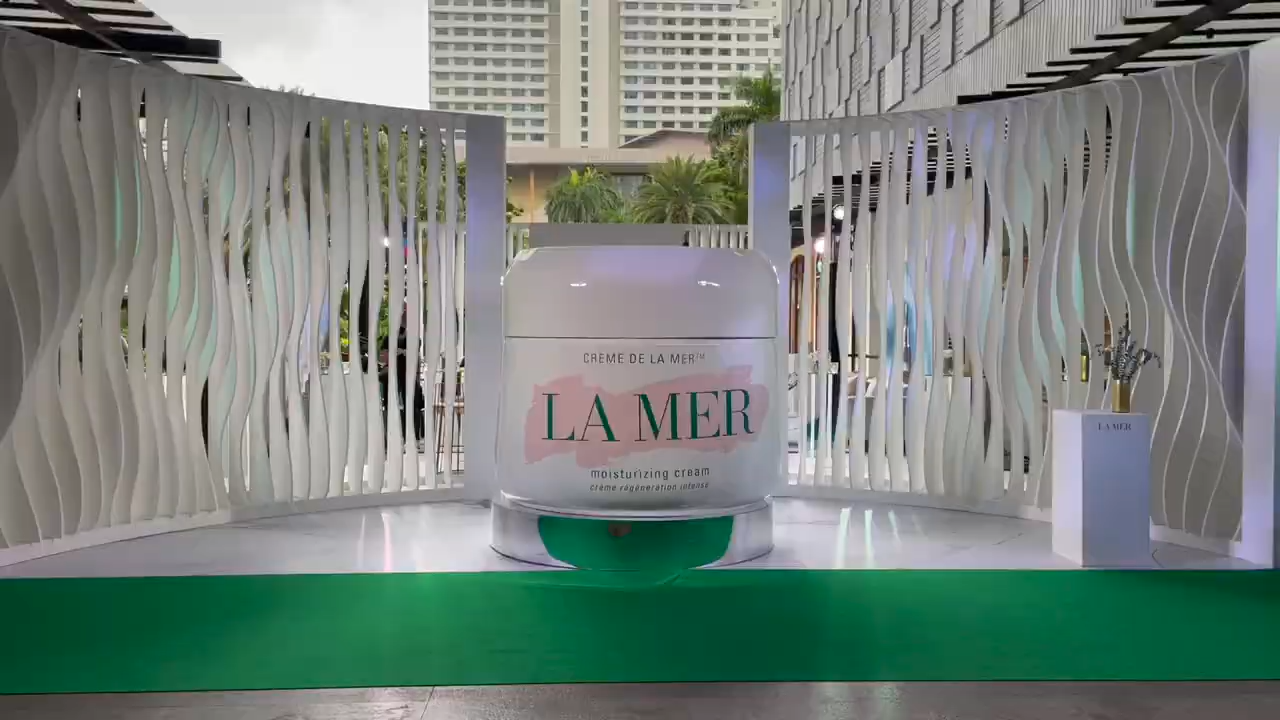 CRÈME DE LA MER™
LA MER
moisturizing cream
crème régénération intense
LA MER